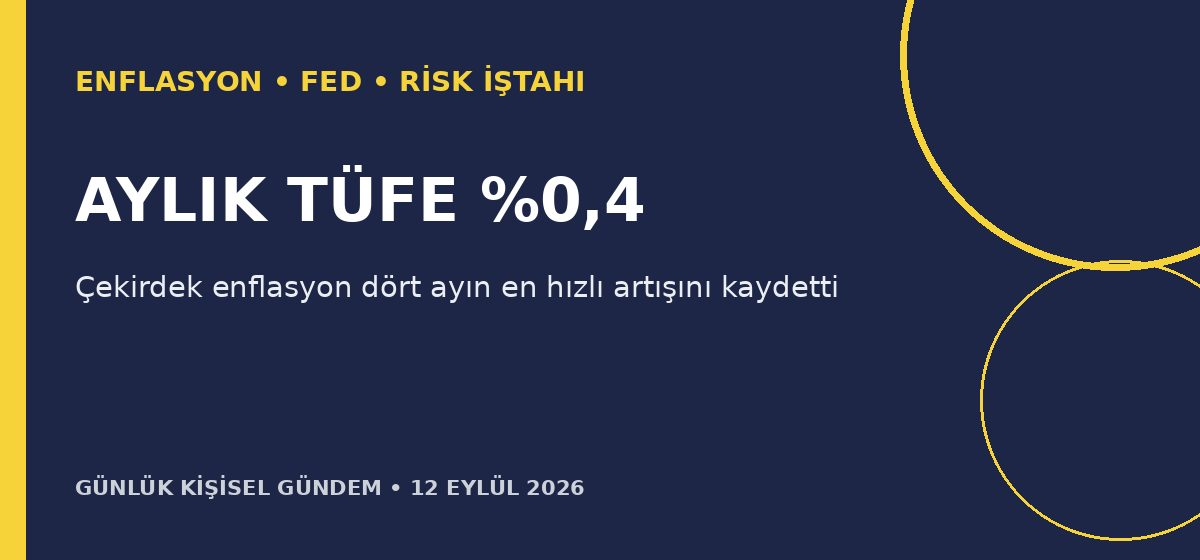 ENFLASYON • FED • RİSK İŞTAHI
AYLIK TÜFE %0,4
Çekirdek enflasyon dört ayın en hızlı artışını kaydetti
GÜNLÜK KİŞİSEL GÜNDEM • 12 EYLÜL 2026